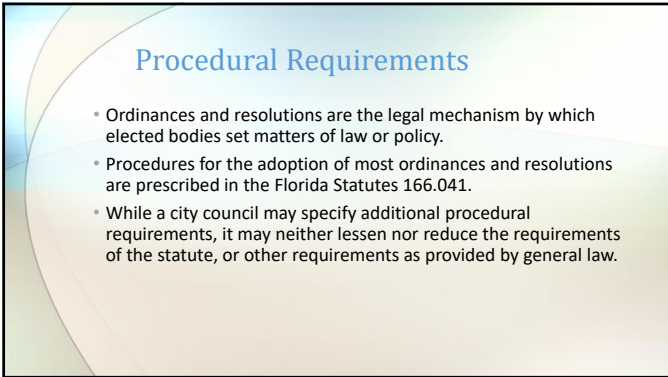 Procedural Requirements
• Ordinances and resolutions are the legal mechanism by which
elected bodies set matters of law or policy.
• Procedures for the adoption of most ordinances and resolutions
are prescribed in the Florida Statutes 166.041.
• While a city council may specify additional procedural
requirements, it may neither lessen nor reduce the requirements
of the statute, or other requirements as provided by general law.